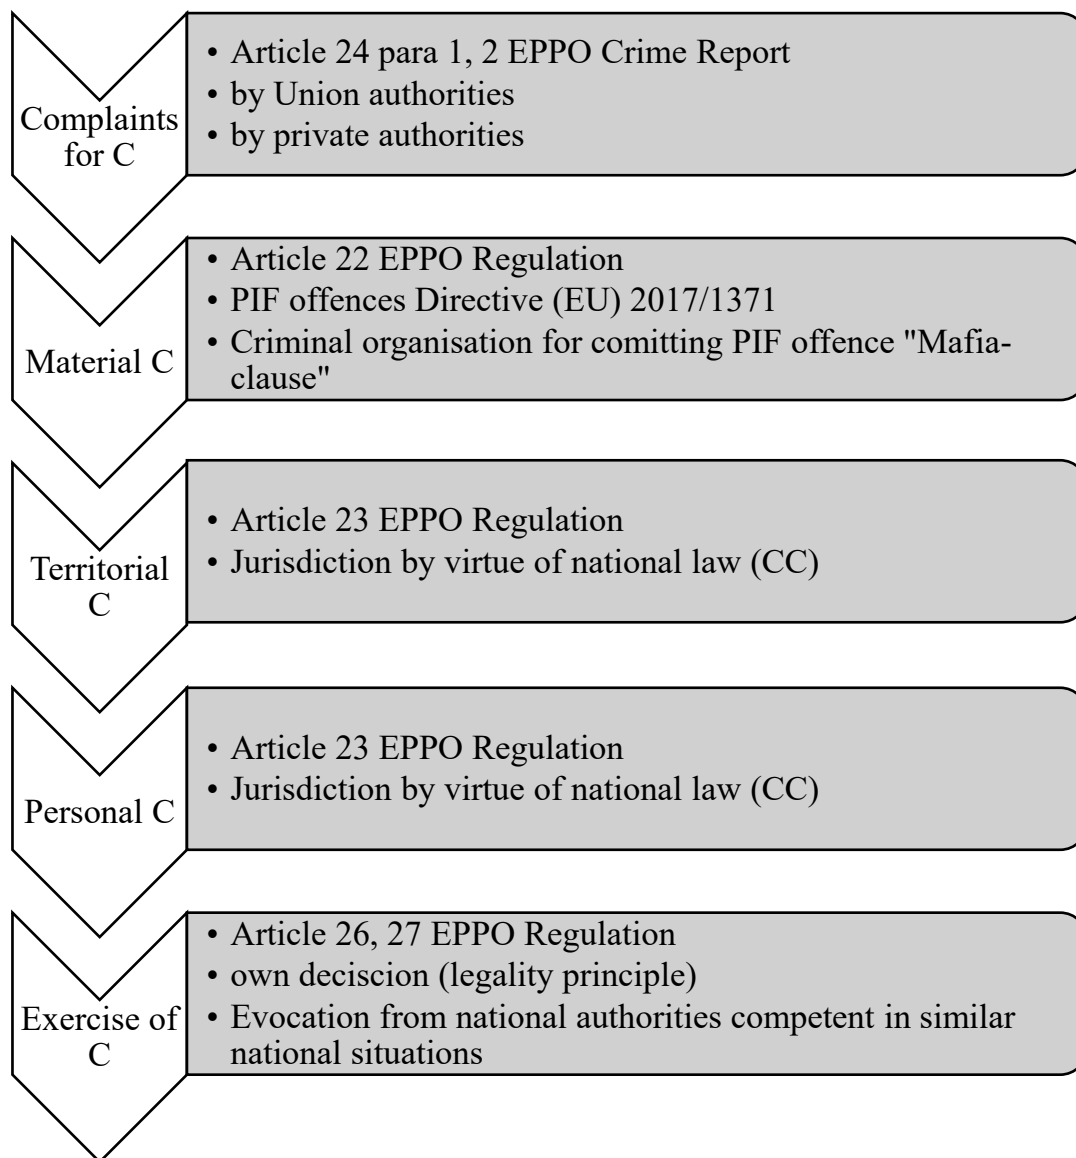 Complaints
for C
• Article 24 para 1, 2 EPPO Crime Report
• by Union authorities
• by private authorities
Material C
• Article 22 EPPO Regulation
• PIF offences Directive (EU) 2017/1371
• Criminal organisation for comitting PIF offence "Mafia-
clause"
Territorial
C
• Article 23 EPPO Regulation
• Jurisdiction by virtue of national law (CC)
Personal C
• Article 23 EPPO Regulation
• Jurisdiction by virtue of national law (CC)
Exercise of
C
• Article 26, 27 EPPO Regulation
• own deciscion (legality principle)
• Evocation from national authorities competent in similar
national situations